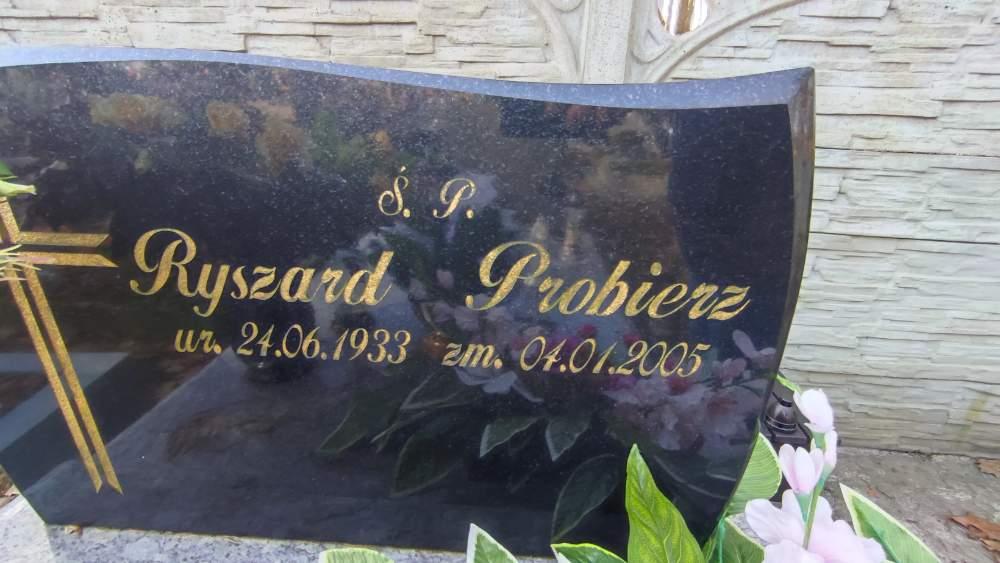 Ś. P.
Ryszard Probierz
ur. 24.06.1933 zm. 04.01.2005